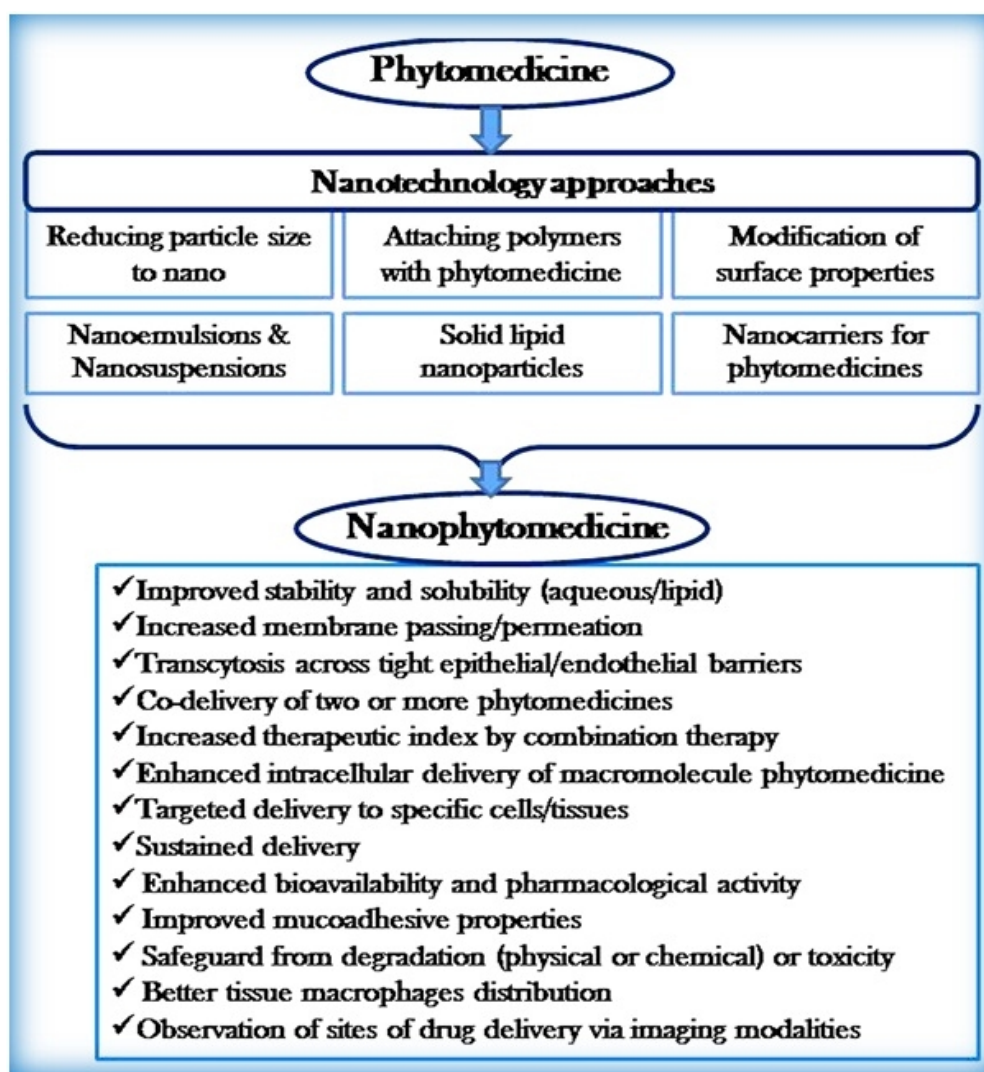 Phytomedicine
Nanotechnology approaches
Reducing particle size
to nano
Attaching polymers
with phytomedicine
Modification of
surface properties
Nanoemulsions &
Nanosuspensions
Solid lipid
nanoparticles
Nanocarriers for
phytomedicines
Nanophytomedicine
✓Improved stability and solubility (aqueous/lipid)
✓Increased membrane passing/permeation
✓Transcytosis across tight epithelial/endothelial barriers
✓Co-delivery of two or more phytomedicines
✓Increased therapeutic index by combination therapy
✓Enhanced intracellular delivery of macromolecule phytomedicine
✓Targeted delivery to specific cells/tissues
✓Sustained delivery
✓ Enhanced bioavailability and pharmacological activity
✓ Improved mucoadhesive properties
✓ Safeguard from degradation (physical or chemical) or toxicity
✓ Better tissue macrophages distribution
✓Observation of sites of drug delivery via imaging modalities